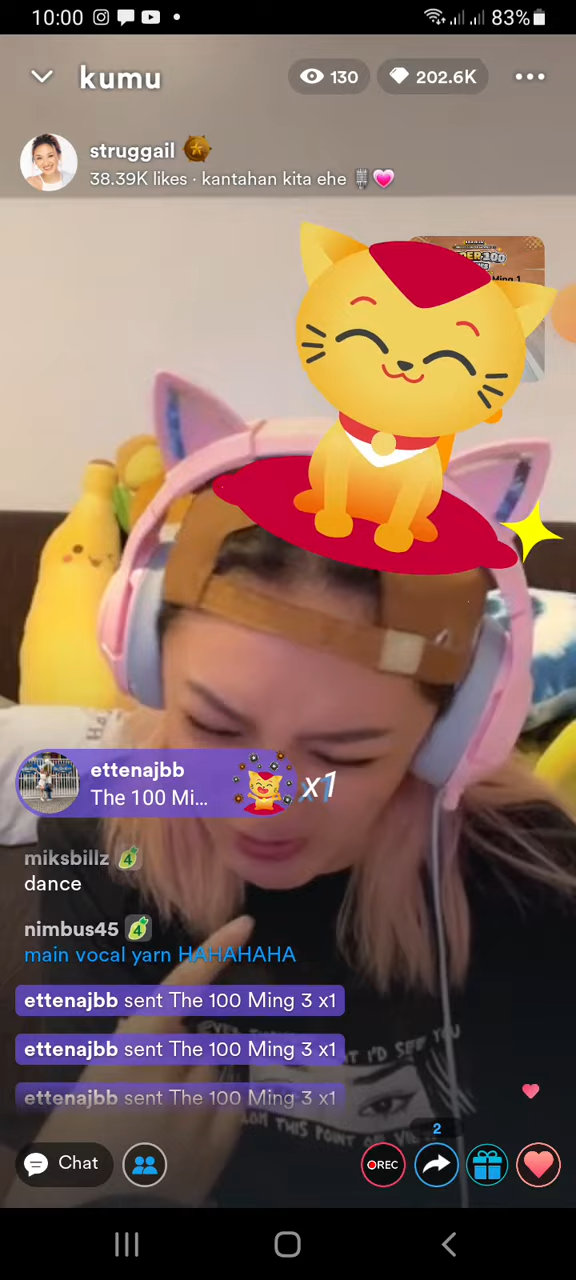 10:00
83%
kumu
130
202.6K
struggail
38.39K likes · kantahan kita ehe
ettenajbb
The 100 Mi...
x1
miksbillz 4
dance
nimbus45 4
main vocal yarn HAHAHAHA
ettenajbb sent The 100 Ming 3 x1
ettenajbb sent The 100 Ming 3 x1
ettenajbb sent The 100 Ming 3 x1
2
Chat
REC